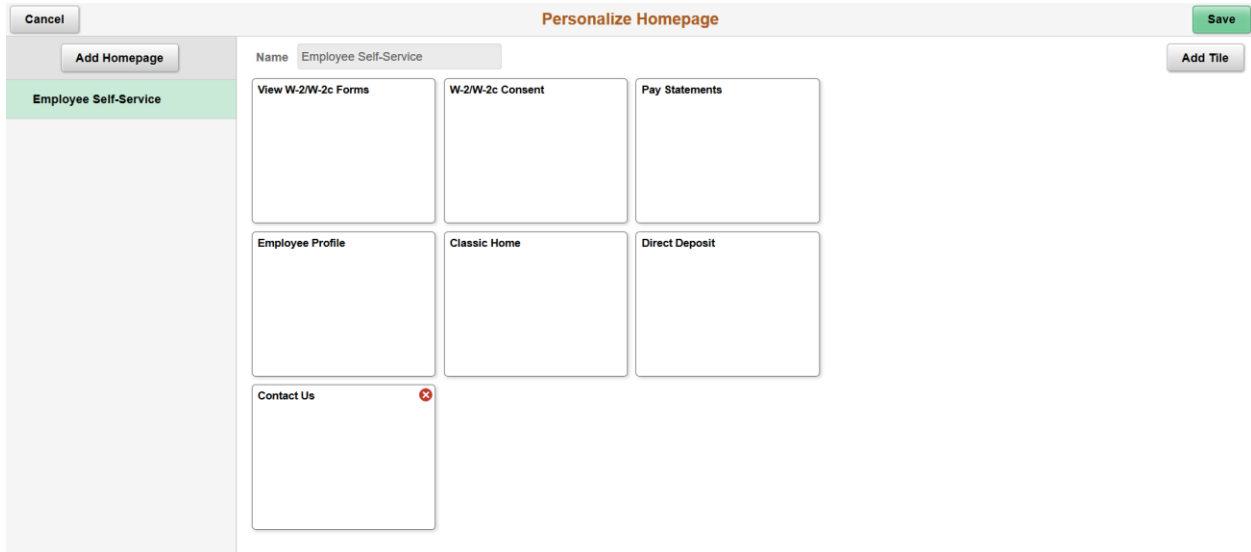 Cancel
Personalize Homepage
Save
Add Homepage
Name Employee Self-Service
Add Tile
Employee Self-Service
View W-2/W-2c Forms
W-2/W-2c Consent
Pay Statements
Employee Profile
Classic Home
Direct Deposit
Contact Us